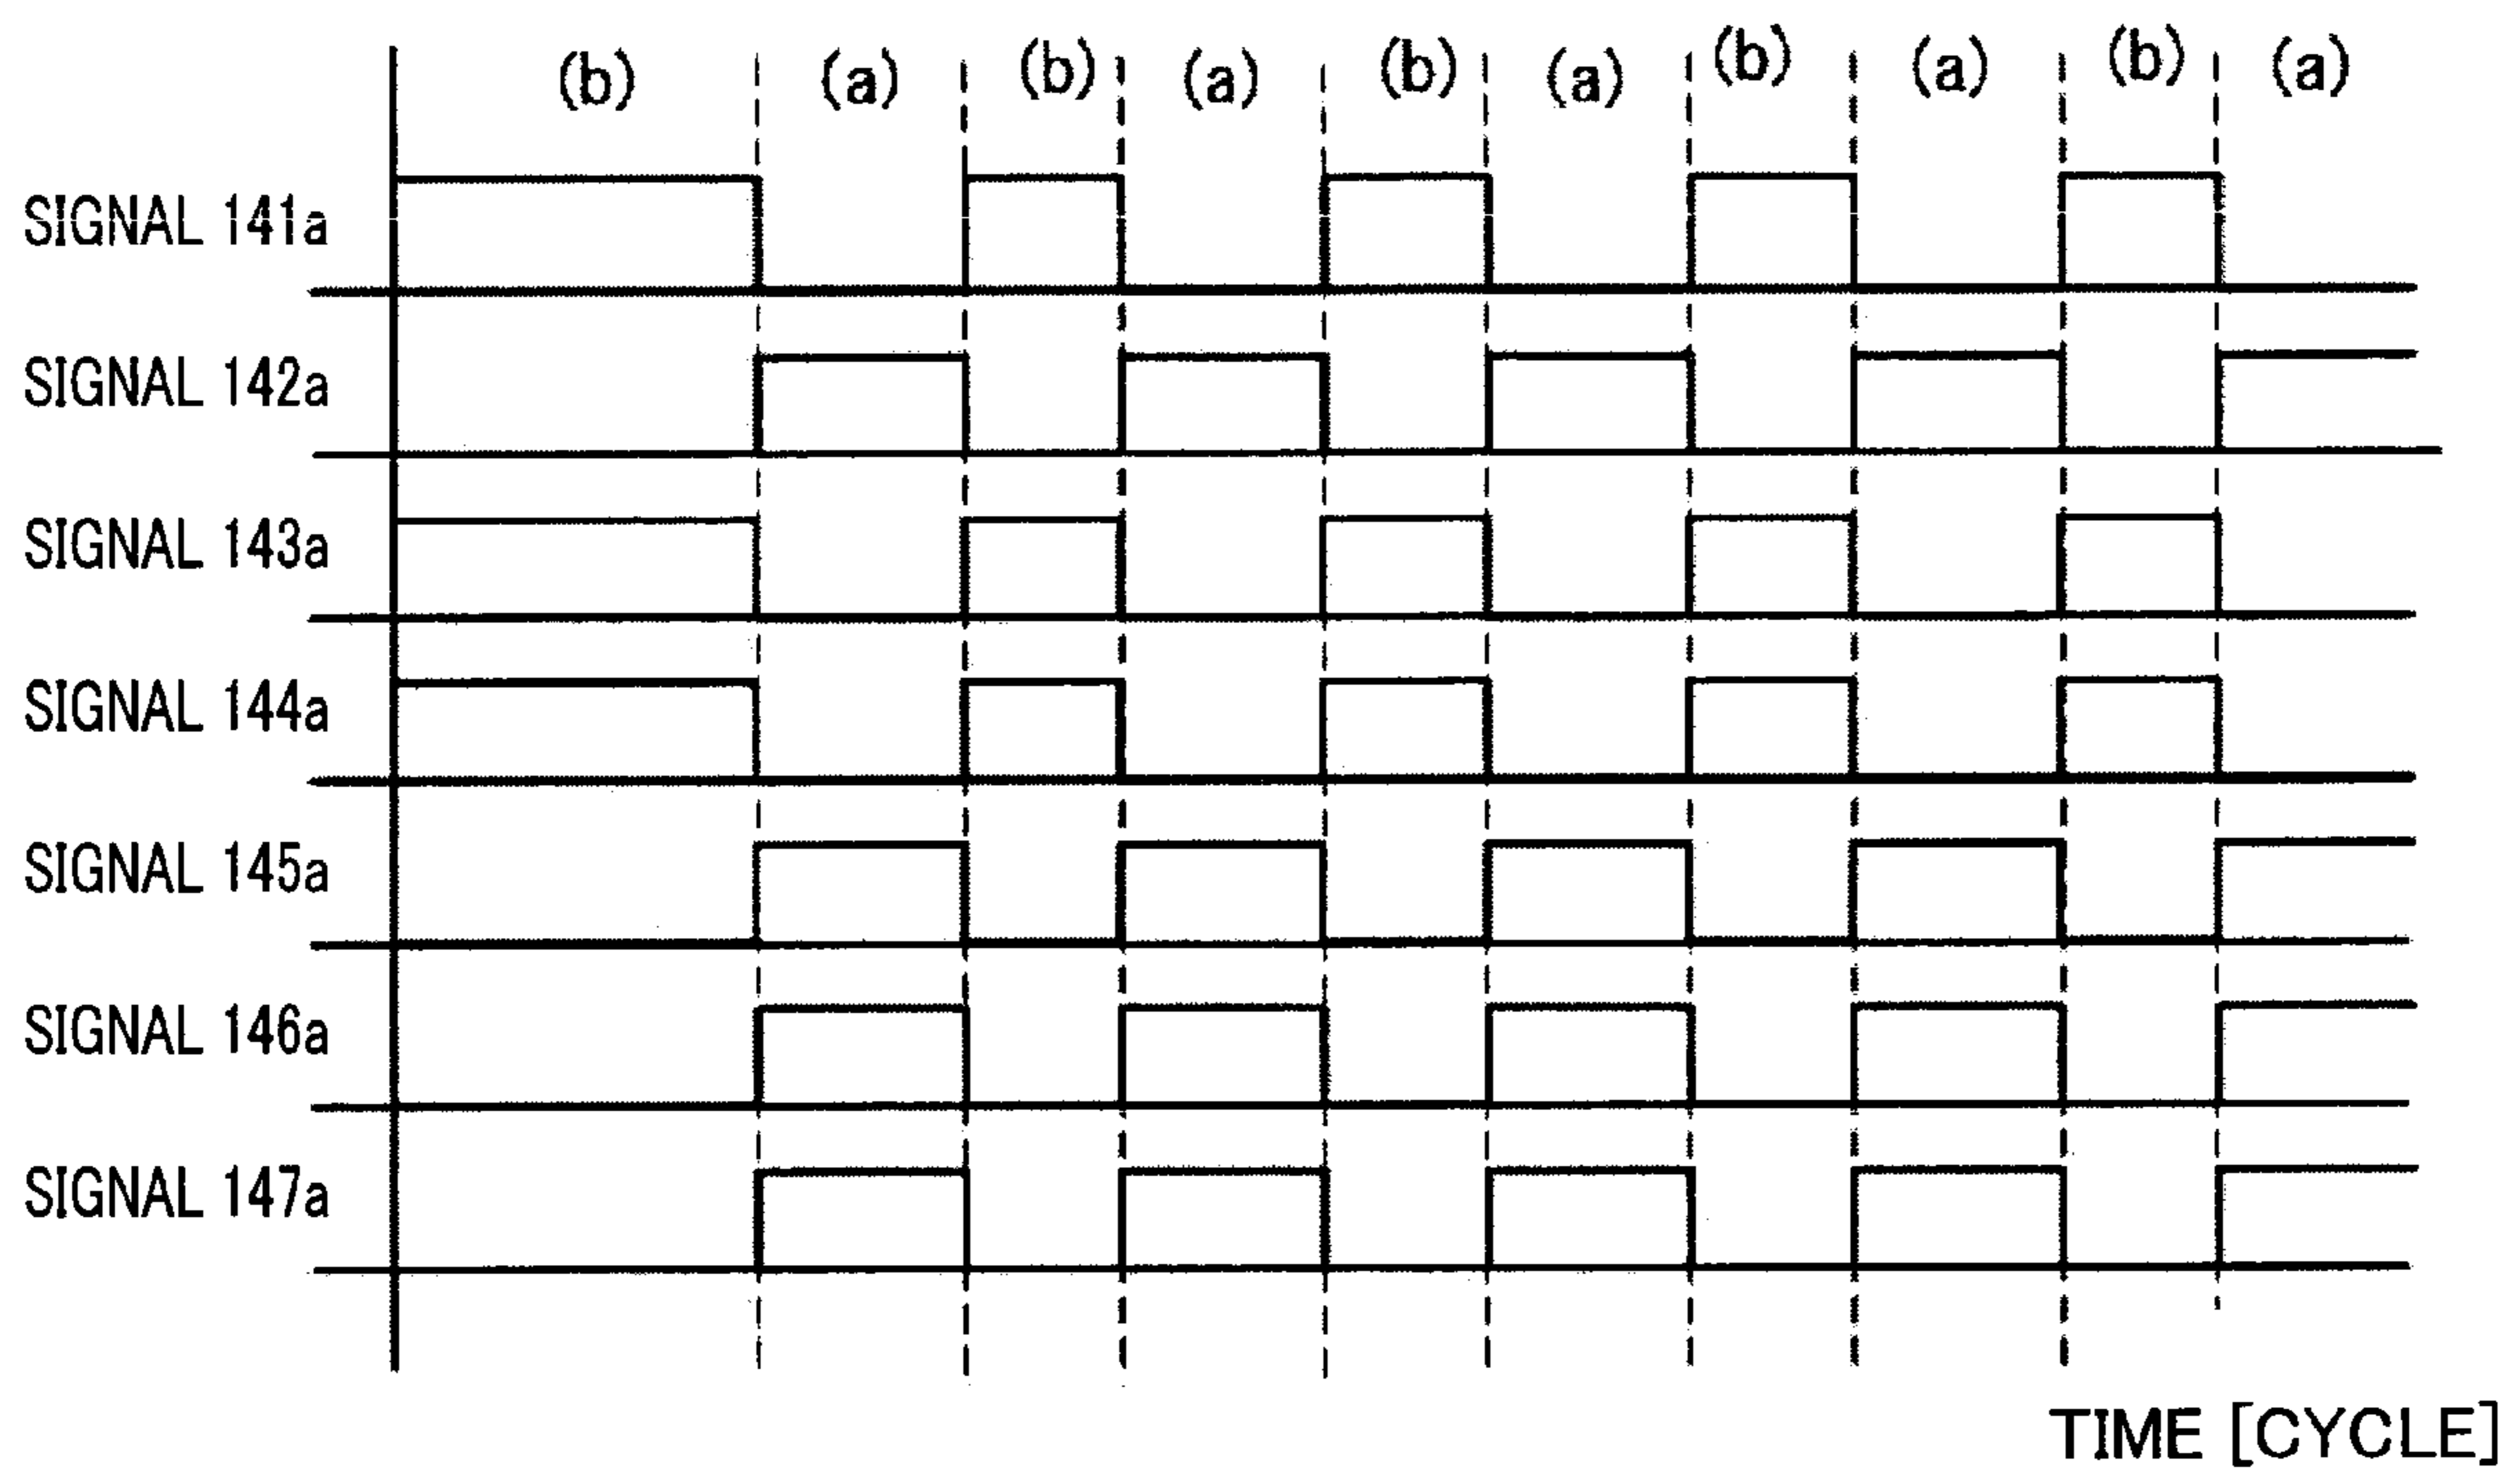 (b) (a) (b) (a) (b) (a) (b) (a) (b) (a)
SIGNAL 141a
SIGNAL 142a
SIGNAL 143a
SIGNAL 144a
SIGNAL 145a
SIGNAL 146a
SIGNAL 147a
TIME [CYCLE]